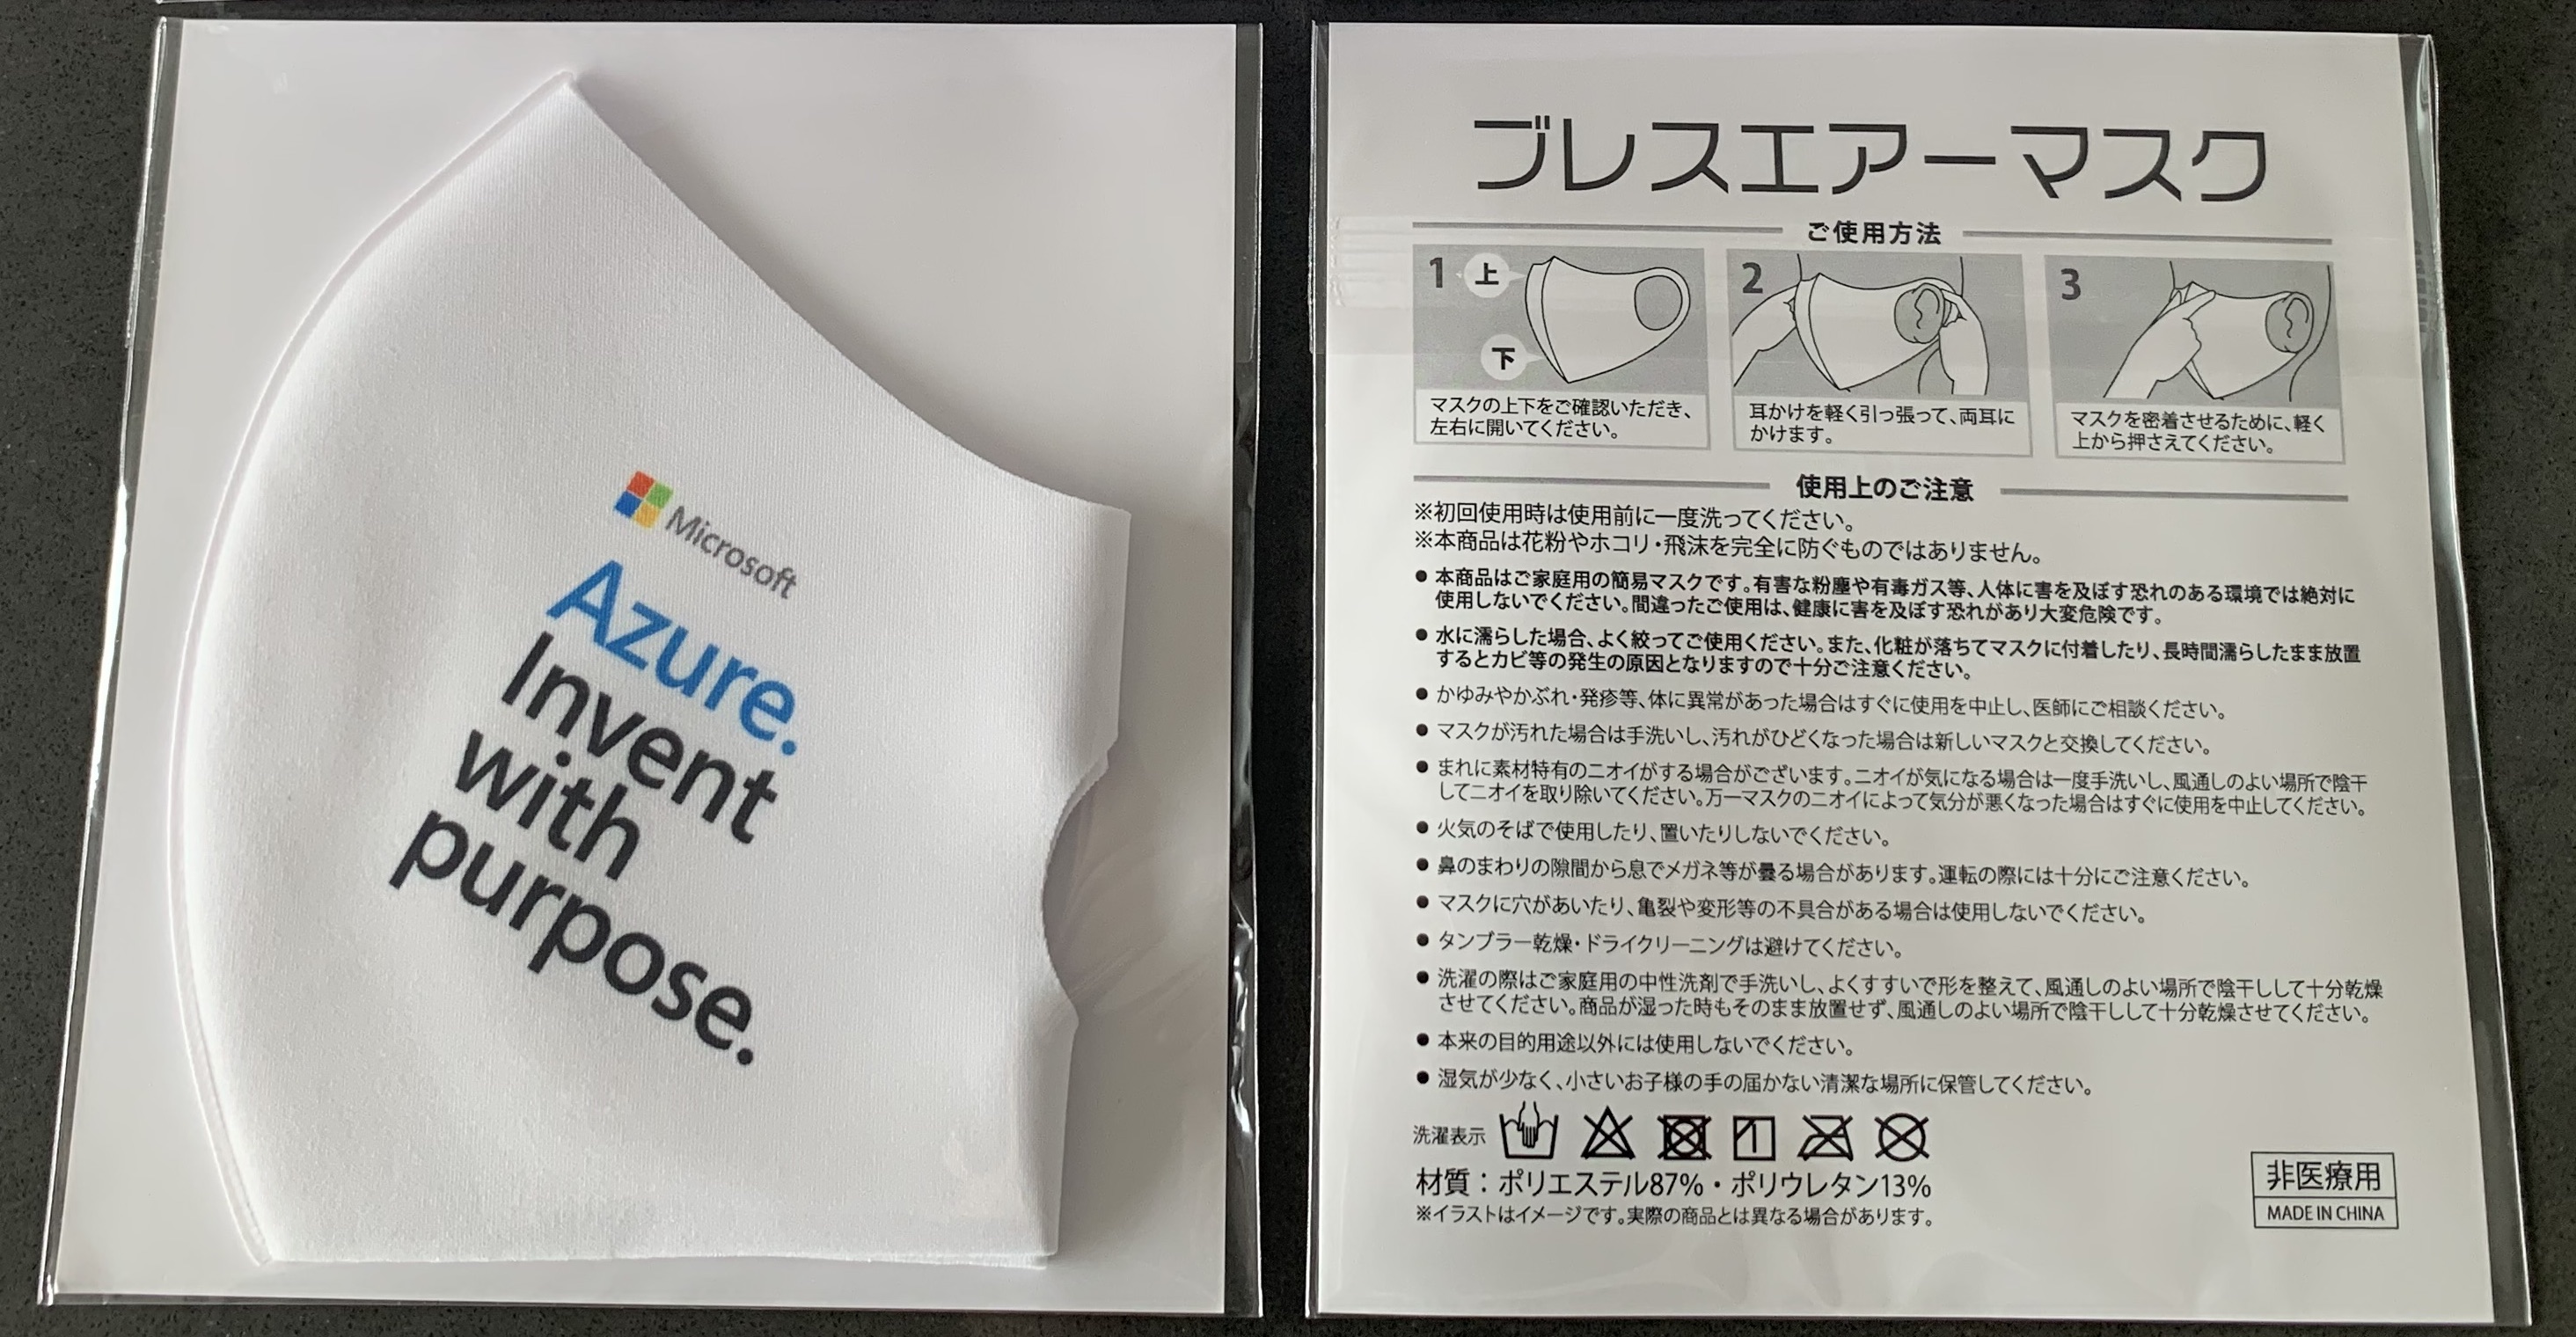 Microsoft
Azure.
Invent
with
purpose.
ブレスエアーマスク
ご使用方法
1
上
下
マスクの上下をご確認いただき、
左右に開いてください。
2
耳かけを軽く引っ張って、両耳に
かけます。
3
マスクを密着させるために、軽く
上から押さえてください。
使用上のご注意
※初回使用時は使用前に一度洗ってください。
※本商品は花粉やホコリ・飛沫を完全に防ぐものではありません。
● 本商品はご家庭用の簡易マスクです。有害な粉塵や有毒ガス等、人体に害を及ぼす恐れのある環境では絶対に
使用しないでください。間違ったご使用は、健康に害を及ぼす恐れがあり大変危険です。
● 水に濡らした場合、よく絞ってご使用ください。また、化粧が落ちてマスクに付着したり、長時間濡らしたまま放置
するとカビ等の発生の原因となりますので十分ご注意ください。
● かゆみやかぶれ・発疹等、体に異常があった場合はすぐに使用を中止し、医師にご相談ください。
● マスクが汚れた場合は手洗いし、汚れがひどくなった場合は新しいマスクと交換してください。
● まれに素材特有のニオイがする場合がございます。ニオイが気になる場合は一度手洗いし、風通しのよい場所で陰干
してニオイを取り除いてください。万一マスクのニオイによって気分が悪くなった場合はすぐに使用を中止してください。
● 火気のそばで使用したり、置いたりしないでください。
● 鼻のまわりの隙間から息でメガネ等が曇る場合があります。運転の際には十分にご注意ください。
● マスクに穴があいたり、亀裂や変形等の不具合がある場合は使用しないでください。
● タンブラー乾燥・ドライクリーニングは避けてください。
● 洗濯の際はご家庭用の中性洗剤で手洗いし、よくすすいで形を整えて、風通しのよい場所で陰干しして十分乾燥
させてください。商品が湿った時もそのまま放置せず、風通しのよい場所で陰干しして十分乾燥させてください。
● 本来の目的用途以外には使用しないでください。
● 湿気が少なく、小さいお子様の手の届かない清潔な場所に保管してください。
洗濯表示
材質：ポリエステル87%・ポリウレタン13%
※イラストはイメージです。実際の商品とは異なる場合があります。
非医療用
MADE IN CHINA